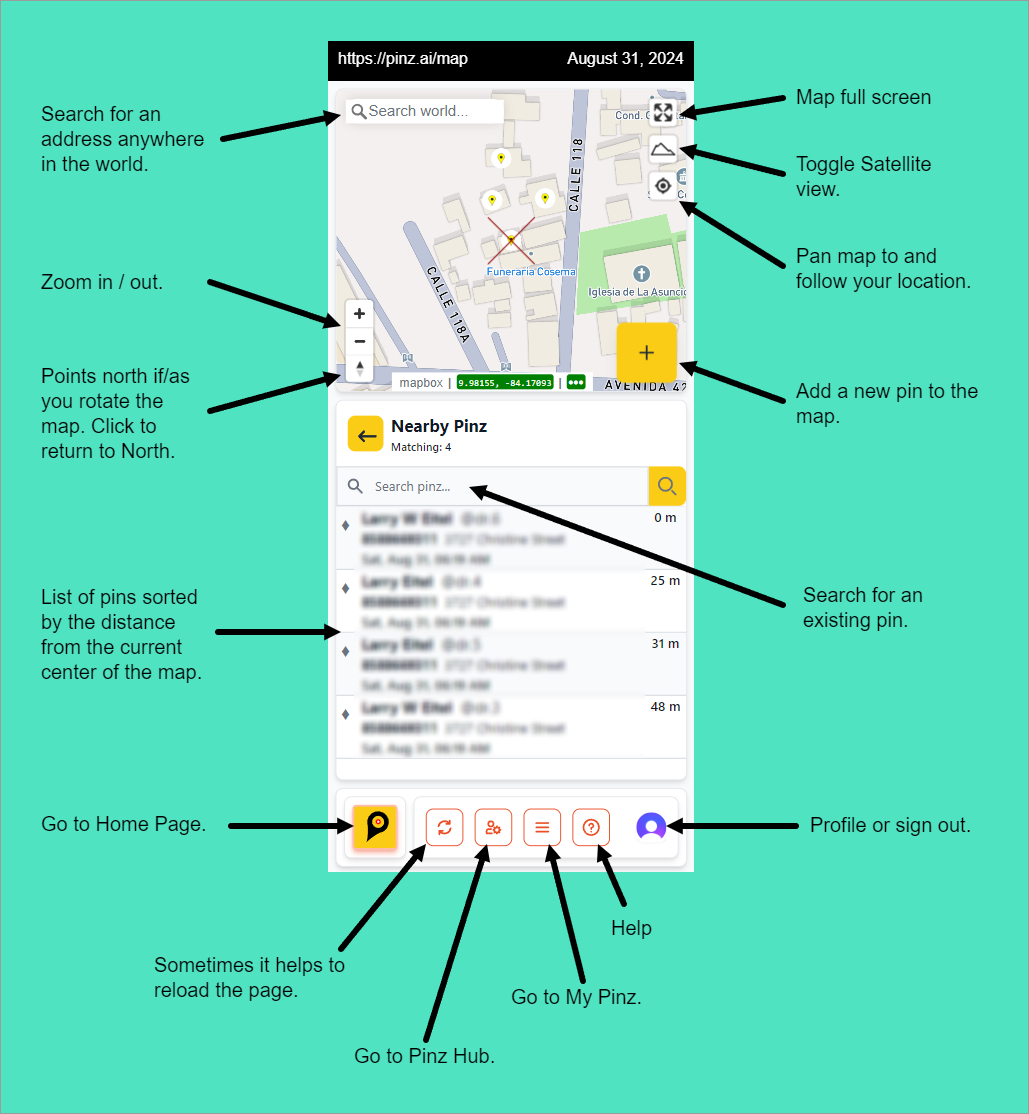 https://pinz.ai/map August 31, 2024
Search for an
address anywhere
in the world.
Search world...
Map full screen
Toggle Satellite
view.
Pan map to and
follow your location.
Cond.
CALLE 118
CALLE 118A
Funeraria Cosema
Iglesia de La Asunció
AVENIDA 42
Zoom in / out.
Points north if/as
you rotate the
map. Click to
return to North.
Add a new pin to the
map.
mapbox | 9.98155, -84.17093 |
Nearby Pinz
Matching: 4
Search pinz...
0 m
25 m
31 m
48 m
Search for an
existing pin.
List of pins sorted
by the distance
from the current
center of the map.
Go to Home Page.
Profile or sign out.
Help
Sometimes it helps to
reload the page.
Go to My Pinz.
Go to Pinz Hub.